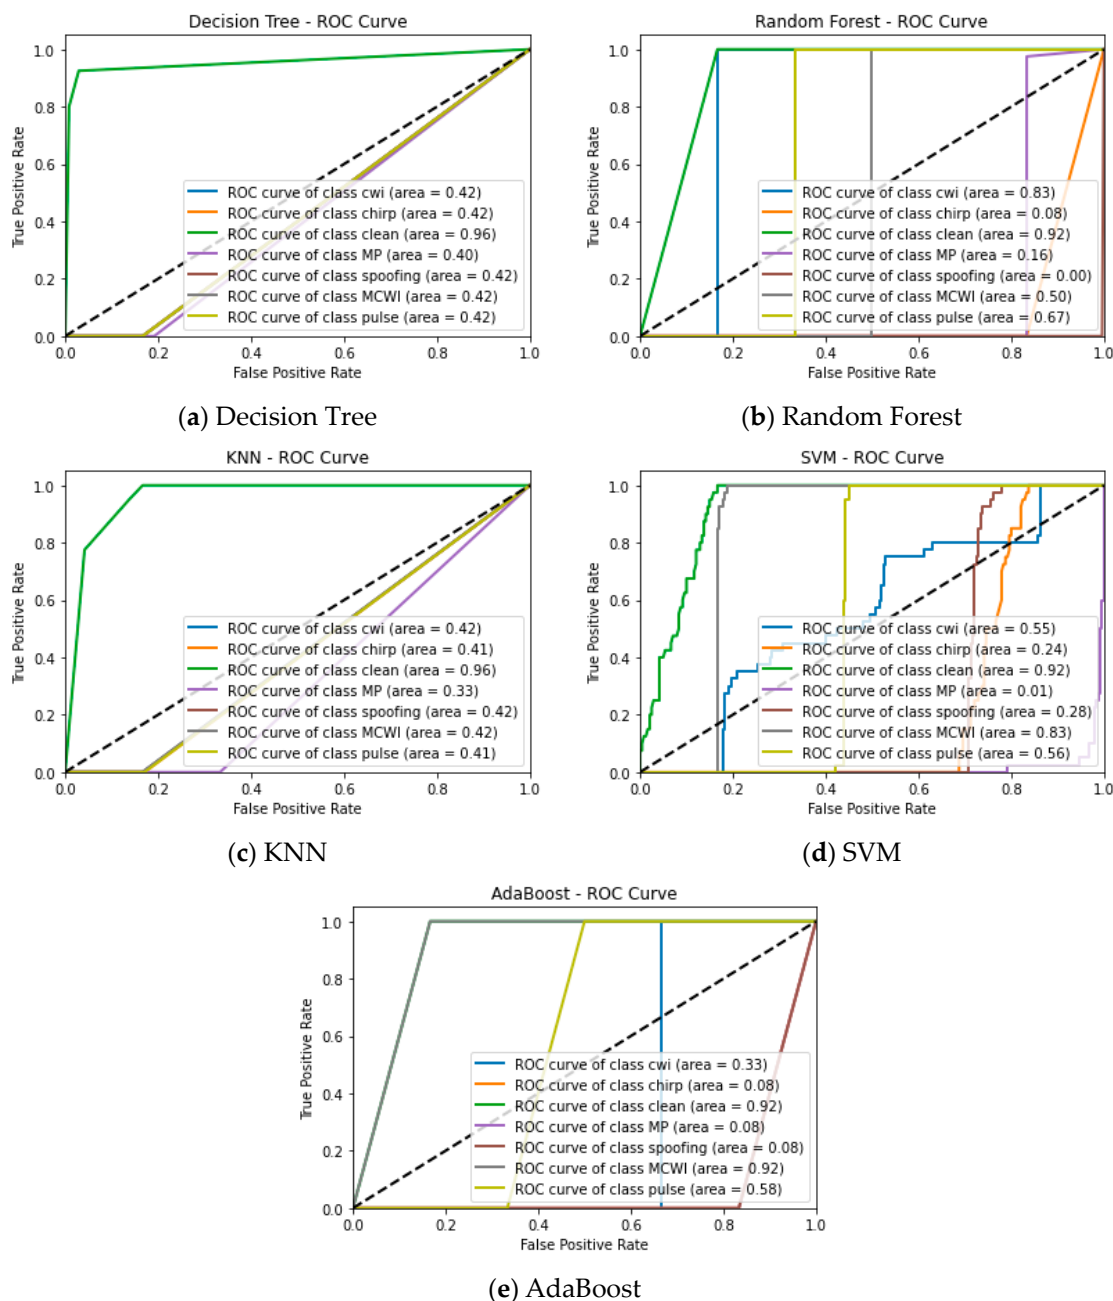 Decision Tree - ROC Curve
True Positive Rate
1.0
0.8
0.6
0.4
0.2
0.0
ROC curve of class cwi (area = 0.42)
ROC curve of class chirp (area = 0.42)
ROC curve of class clean (area = 0.96)
ROC curve of class MP (area = 0.40)
ROC curve of class spoofing (area = 0.42)
ROC curve of class MCWI (area = 0.42)
ROC curve of class pulse (area = 0.42)
0.0 0.2 0.4 0.6 0.8 1.0
False Positive Rate
(a) Decision Tree
Random Forest - ROC Curve
True Positive Rate
1.0
0.8
0.6
0.4
0.2
0.0
ROC curve of class cwi (area = 0.83)
ROC curve of class chirp (area = 0.08)
ROC curve of class clean (area = 0.92)
ROC curve of class MP (area = 0.16)
ROC curve of class spoofing (area = 0.00)
ROC curve of class MCWI (area = 0.50)
ROC curve of class pulse (area = 0.67)
0.0 0.2 0.4 0.6 0.8 1.0
False Positive Rate
(b) Random Forest
KNN - ROC Curve
True Positive Rate
1.0
0.8
0.6
0.4
0.2
0.0
ROC curve of class cwi (area = 0.42)
ROC curve of class chirp (area = 0.41)
ROC curve of class clean (area = 0.96)
ROC curve of class MP (area = 0.33)
ROC curve of class spoofing (area = 0.42)
ROC curve of class MCWI (area = 0.42)
ROC curve of class pulse (area = 0.41)
0.0 0.2 0.4 0.6 0.8 1.0
False Positive Rate
(c) KNN
SVM - ROC Curve
True Positive Rate
1.0
0.8
0.6
0.4
0.2
0.0
ROC curve of class cwi (area = 0.55)
ROC curve of class chirp (area = 0.24)
ROC curve of class clean (area = 0.92)
ROC curve of class MP (area = 0.01)
ROC curve of class spoofing (area = 0.28)
ROC curve of class MCWI (area = 0.83)
ROC curve of class pulse (area = 0.56)
0.0 0.2 0.4 0.6 0.8 1.0
False Positive Rate
(d) SVM
AdaBoost - ROC Curve
True Positive Rate
1.0
0.8
0.6
0.4
0.2
0.0
ROC curve of class cwi (area = 0.33)
ROC curve of class chirp (area = 0.08)
ROC curve of class clean (area = 0.92)
ROC curve of class MP (area = 0.08)
ROC curve of class spoofing (area = 0.08)
ROC curve of class MCWI (area = 0.92)
ROC curve of class pulse (area = 0.58)
0.0 0.2 0.4 0.6 0.8 1.0
False Positive Rate
(e) AdaBoost